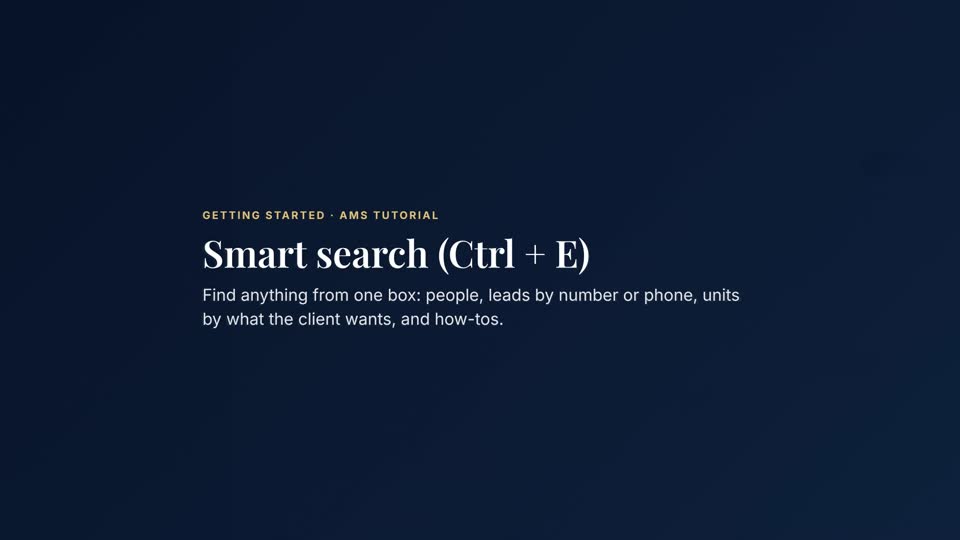 GETTING STARTED · AMS TUTORIAL
Smart search (Ctrl + E)
Find anything from one box: people, leads by number or phone, units
by what the client wants, and how-tos.